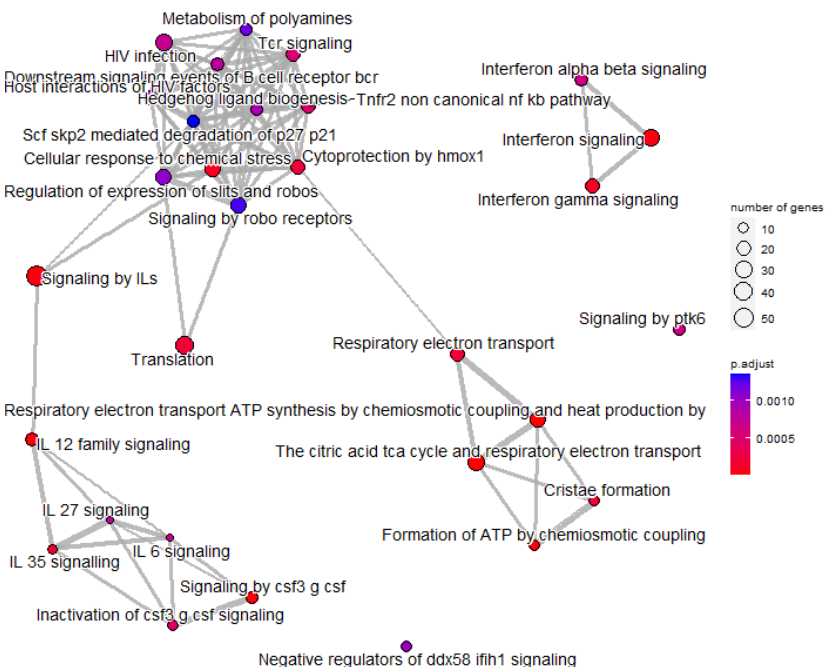 Metabolism of polyamines
HIV infection
Tcr signaling
Downstream signaling events of B cell receptor bcr
Host interactions of HIV factors
Hedgehog ligand biogenesis
Tnfr2 non canonical nf kb pathway
Scf skp2 mediated degradation of p27 p21
Cellular response to chemical stress
Cytoprotection by hmox1
Regulation of expression of slits and robos
Signaling by robo receptors
Interferon alpha beta signaling
Interferon signaling
Interferon gamma signaling
number of genes
10
20
30
40
50
Signaling by ILs
Signaling by ptk6
Translation
Respiratory electron transport
p.adjust
0.0010
0.0005
Respiratory electron transport ATP synthesis by chemiosmotic coupling and heat production by
IL 12 family signaling
The citric acid tca cycle and respiratory electron transport
Cristae formation
IL 27 signaling
Formation of ATP by chemiosmotic coupling
IL 6 signaling
IL 35 signalling
Signaling by csf3 g csf
Inactivation of csf3 g csf signaling
Negative regulators of ddx58 ifih1 signaling